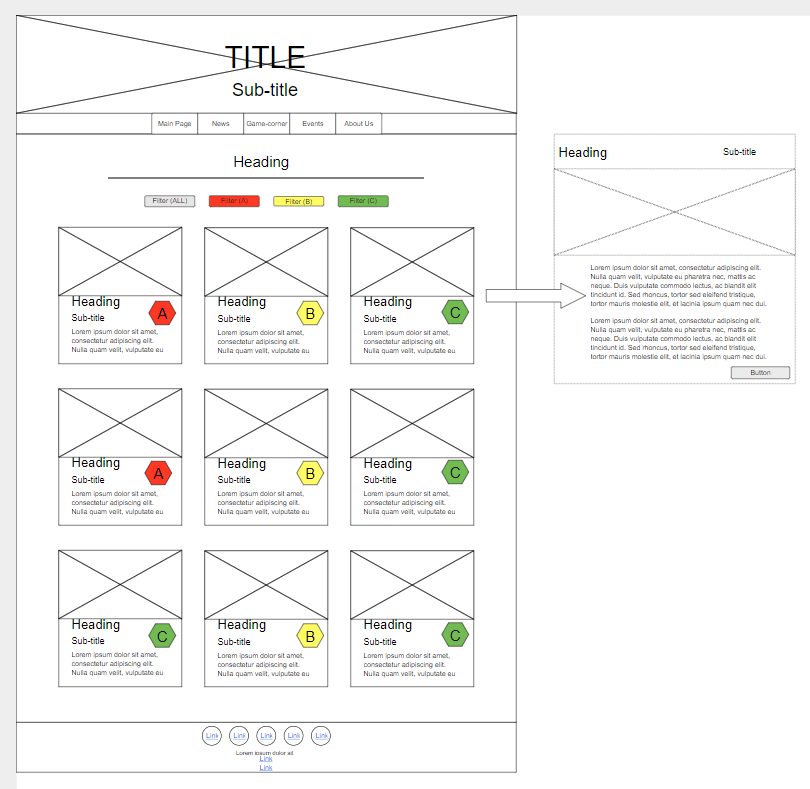 TITLE
Sub-title
Main Page News Game-corner Events About Us
Heading
Filter (ALL) Filter (A) Filter (B) Filter (C)
Heading
Sub-title
A
Lorem ipsum dolor sit amet,
consectetur adipiscing elit.
Nulla quam velit, vulputate eu
Heading
Sub-title
B
Lorem ipsum dolor sit amet,
consectetur adipiscing elit.
Nulla quam velit, vulputate eu
Heading
Sub-title
C
Lorem ipsum dolor sit amet,
consectetur adipiscing elit.
Nulla quam velit, vulputate eu
Heading
Sub-title
A
Lorem ipsum dolor sit amet,
consectetur adipiscing elit.
Nulla quam velit, vulputate eu
Heading
Sub-title
B
Lorem ipsum dolor sit amet,
consectetur adipiscing elit.
Nulla quam velit, vulputate eu
Heading
Sub-title
C
Lorem ipsum dolor sit amet,
consectetur adipiscing elit.
Nulla quam velit, vulputate eu
Heading
Sub-title
C
Lorem ipsum dolor sit amet,
consectetur adipiscing elit.
Nulla quam velit, vulputate eu
Heading
Sub-title
B
Lorem ipsum dolor sit amet,
consectetur adipiscing elit.
Nulla quam velit, vulputate eu
Heading
Sub-title
C
Lorem ipsum dolor sit amet,
consectetur adipiscing elit.
Nulla quam velit, vulputate eu
Link Link Link Link Link
Lorem ipsum dolor sit
Link
Link
Heading Sub-title
Lorem ipsum dolor sit amet, consectetur adipiscing elit.
Nulla quam velit, vulputate eu pharetra nec, mattis ac
neque. Duis vulputate commodo lectus, ac blandit elit
tincidunt id. Sed rhoncus, tortor sed eleifend tristique,
tortor mauris molestie elit, et lacinia ipsum quam nec dui.
Lorem ipsum dolor sit amet, consectetur adipiscing elit.
Nulla quam velit, vulputate eu pharetra nec, mattis ac
neque. Duis vulputate commodo lectus, ac blandit elit
tincidunt id. Sed rhoncus, tortor sed eleifend tristique,
tortor mauris molestie elit, et lacinia ipsum quam nec dui.
Button